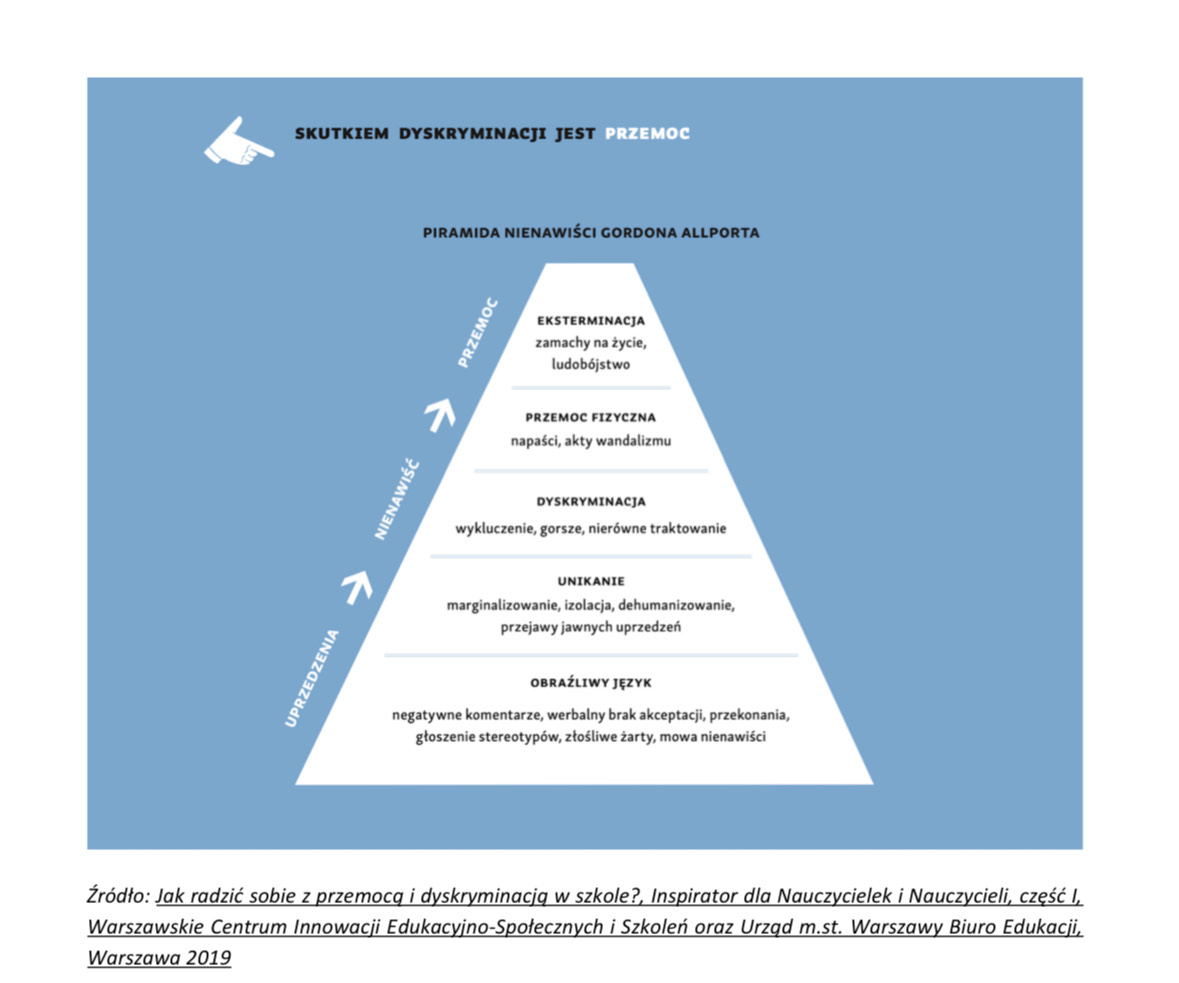 SKUTKIEM DYSKRYMINACJI JEST PRZEMOC
PIRAMIDA NIENAWIŚCI GORDONA ALLPORTA
EKSTERMINACJA
zamachy na życie,
ludobójstwo
PRZEMOC FIZYCZNA
napaści, akty wandalizmu
DYSKRYMINACJA
wykluczenie, gorsze, nierówne traktowanie
UNIKANIE
marginalizowanie, izolacja, dehumanizowanie,
przejawy jawnych uprzedzeń
OBRAŹLIWY JĘZYK
negatywne komentarze, werbalny brak akceptacji, przekonania,
głoszenie stereotypów, złośliwe żarty, mowa nienawiści
UPRZEDZENIA
NIENAWIŚĆ
PRZEMOC
Źródło: Jak radzić sobie z przemocą i dyskryminacją w szkole?, Inspirator dla Nauczycielek i Nauczycieli, część I,
Warszawskie Centrum Innowacji Edukacyjno-Społecznych i Szkoleń oraz Urząd m.st. Warszawy Biuro Edukacji,
Warszawa 2019